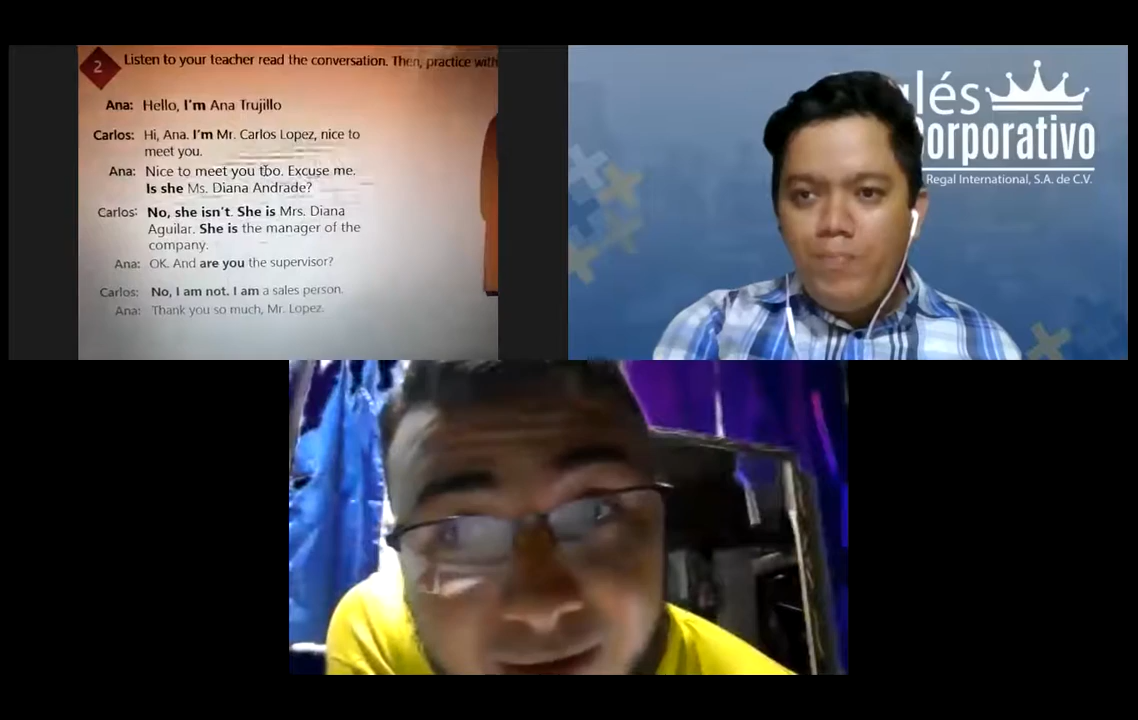 2 Listen to your teacher read the conversation. Then, practice with
Ana: Hello, I'm Ana Trujillo
Carlos: Hi, Ana. I'm Mr. Carlos Lopez, nice to
meet you.
Ana: Nice to meet you too. Excuse me.
Is she Ms. Diana Andrade?
Carlos: No, she isn't. She is Mrs. Diana
Aguilar. She is the manager of the
company.
Ana: OK. And are you the supervisor?
Carlos: No, I am not. I am a sales person.
Ana: Thank you so much, Mr. Lopez.
glés
orporativo
Regal International, S.A. de C.V.